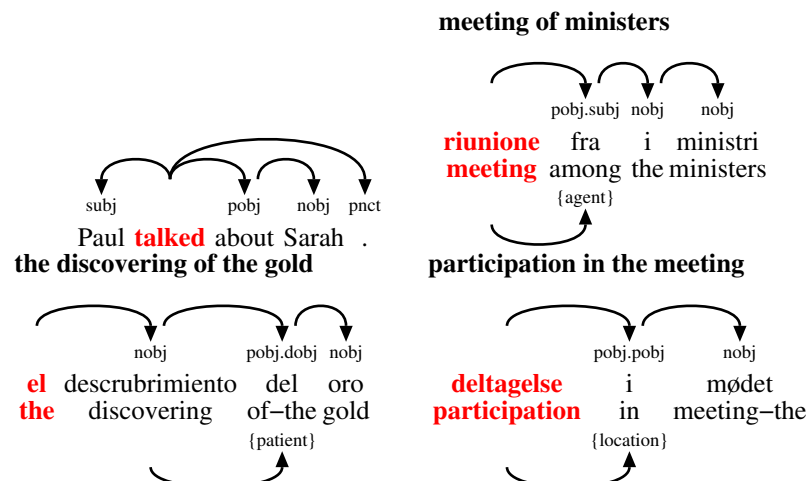 meeting of ministers
pobj.subj nobj nobj
riunione fra i ministri
meeting among the ministers
{agent}
subj pobj nobj pnct
Paul talked about Sarah .
the discovering of the gold
nobj pobj.dobj nobj
el descrubrimiento del oro
the discovering of–the gold
{patient}
participation in the meeting
pobj.pobj nobj
deltagelse i mødet
participation in meeting–the
{location}